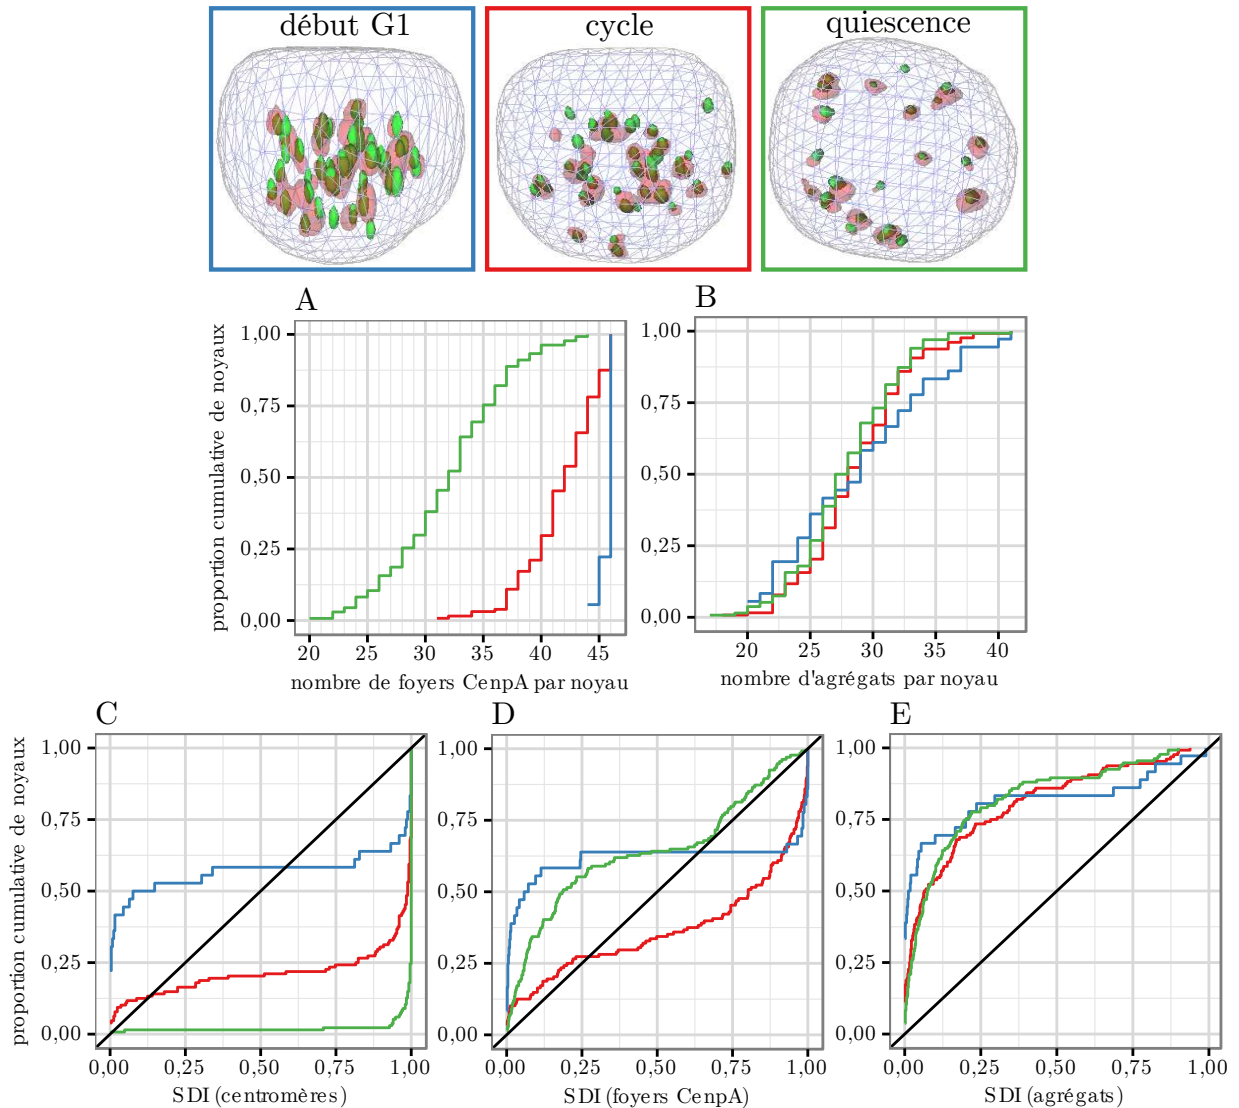 début G1
cycle
quiescence
A
B
proportion cumulative de noyaux
1,00
0,75
0,50
0,25
0,00
20 25 30 35 40 45
nombre de foyers CenpA par noyau
1,00
0,75
0,50
0,25
0,00
20 25 30 35 40
nombre d'agrégats par noyau
C
D
E
proportion cumulative de noyaux
1,00
0,75
0,50
0,25
0,00
0,00 0,25 0,50 0,75 1,00
SDI (centromères)
1,00
0,75
0,50
0,25
0,00
0,00 0,25 0,50 0,75 1,00
SDI (foyers CenpA)
1,00
0,75
0,50
0,25
0,00
0,00 0,25 0,50 0,75 1,00
SDI (agrégats)